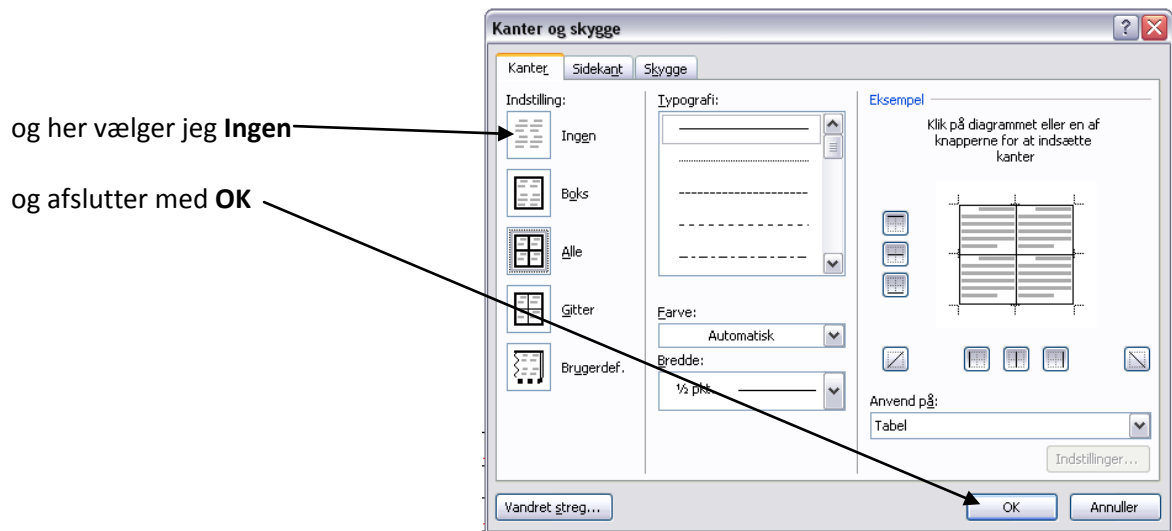 og her vælger jeg Ingen
og afslutter med OK
Kanter og skygge
Kanter
Sidekant
Skygge
Indstilling:
Ingen
Boks
Alle
Gitter
Brugerdef.
Typografi:
Farve:
Automatisk
Bredde:
½ pkt
Eksempel
Klik på diagrammet eller en af
knapperne for at indsætte
kanter
Anvend på:
Tabel
Indstillinger...
Vandret streg...
OK
Annuller